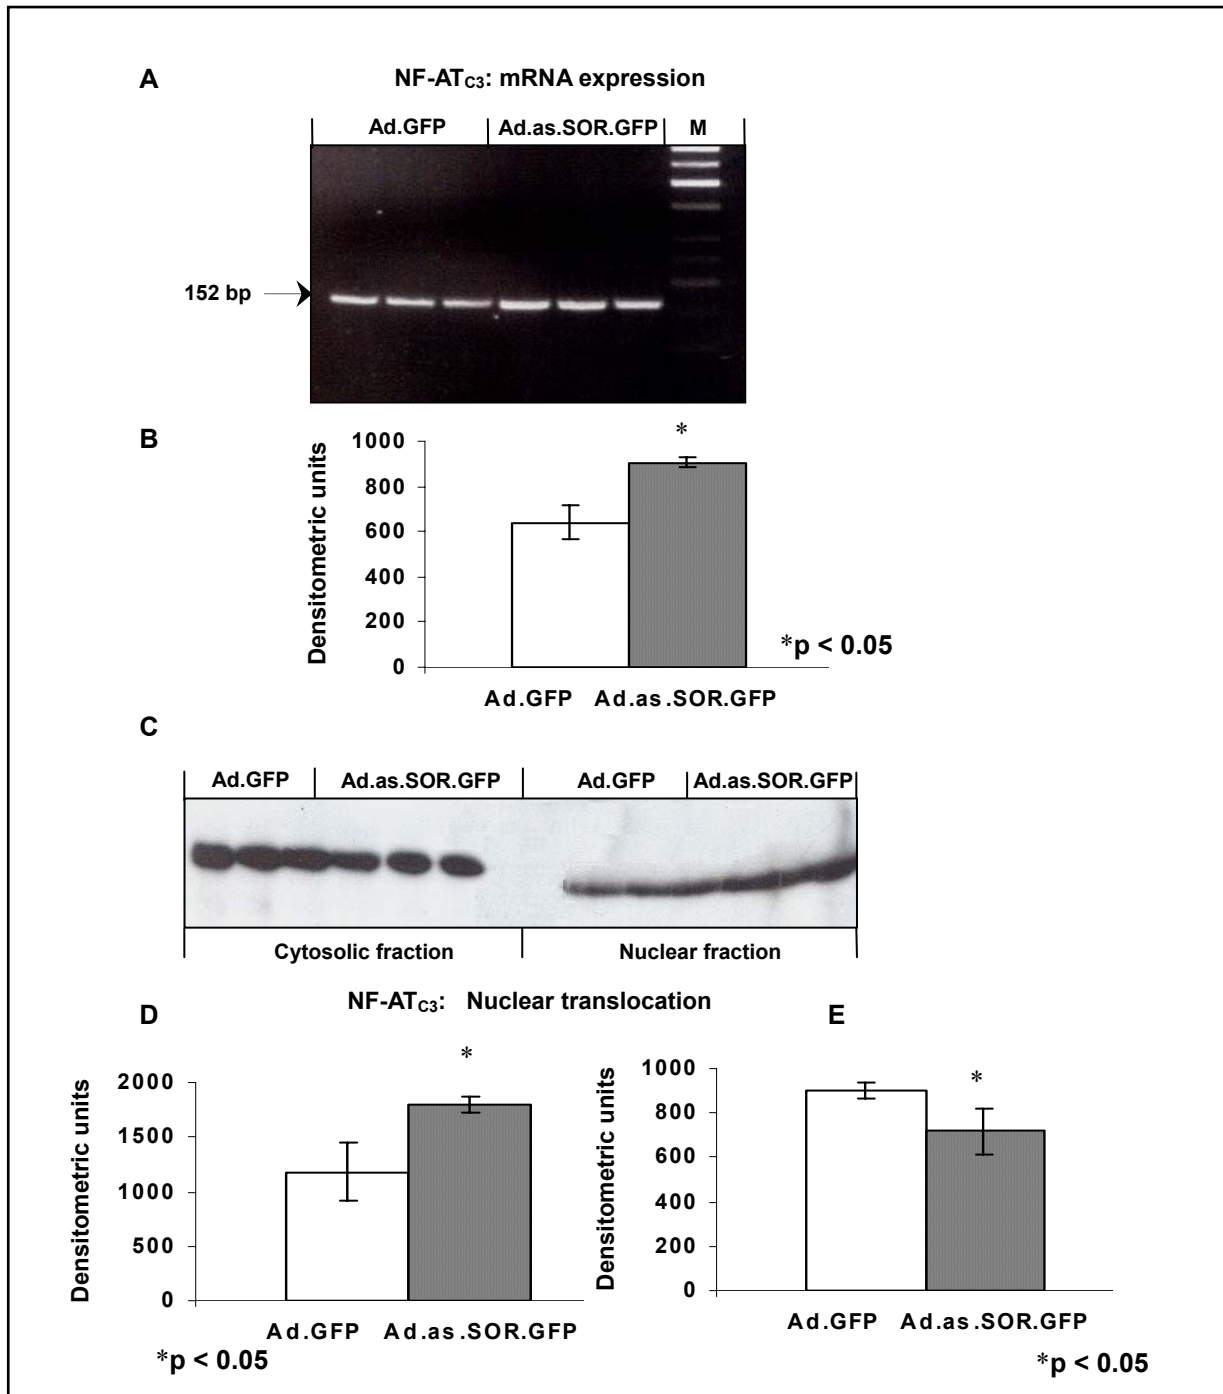 A
NF-ATC3: mRNA expression
Ad.GFP Ad.as.SOR.GFP M
152 bp
B
Densitometric units
1000
800
600
400
200
0
*
*p < 0.05
Ad.GFP Ad.as.SOR.GFP
C
Ad.GFP Ad.as.SOR.GFP Ad.GFP Ad.as.SOR.GFP
Cytosolic fraction Nuclear fraction
NF-ATC3: Nuclear translocation
D
Densitometric units
2000
1500
1000
500
0
*
Ad.GFP Ad.as.SOR.GFP
*p < 0.05
E
Densitometric units
1000
800
600
400
200
0
*
Ad.GFP Ad.as.SOR.GFP
*p < 0.05